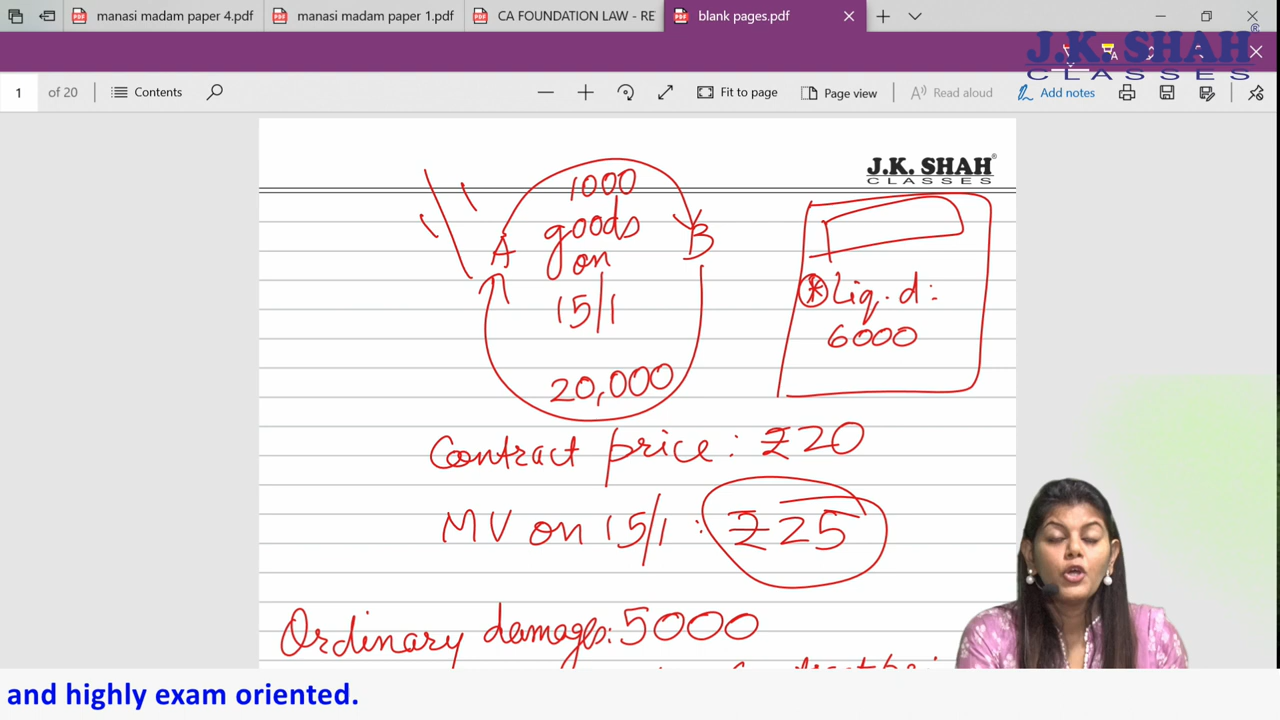 manasi madam paper 4.pdf
manasi madam paper 1.pdf
CA FOUNDATION LAW - RE
blank pages.pdf
J.K. SHAH®
CLASSES
1 of 20
Contents
Fit to page
Page view
Read aloud
Add notes
J.K. SHAH®
CLASSES
1000
A goods B
on
15/1
20,000
Liq. d:
6000
Contract price: ₹20
MV on 15/1: ₹25
Ordinary damages: 5000
and highly exam oriented.